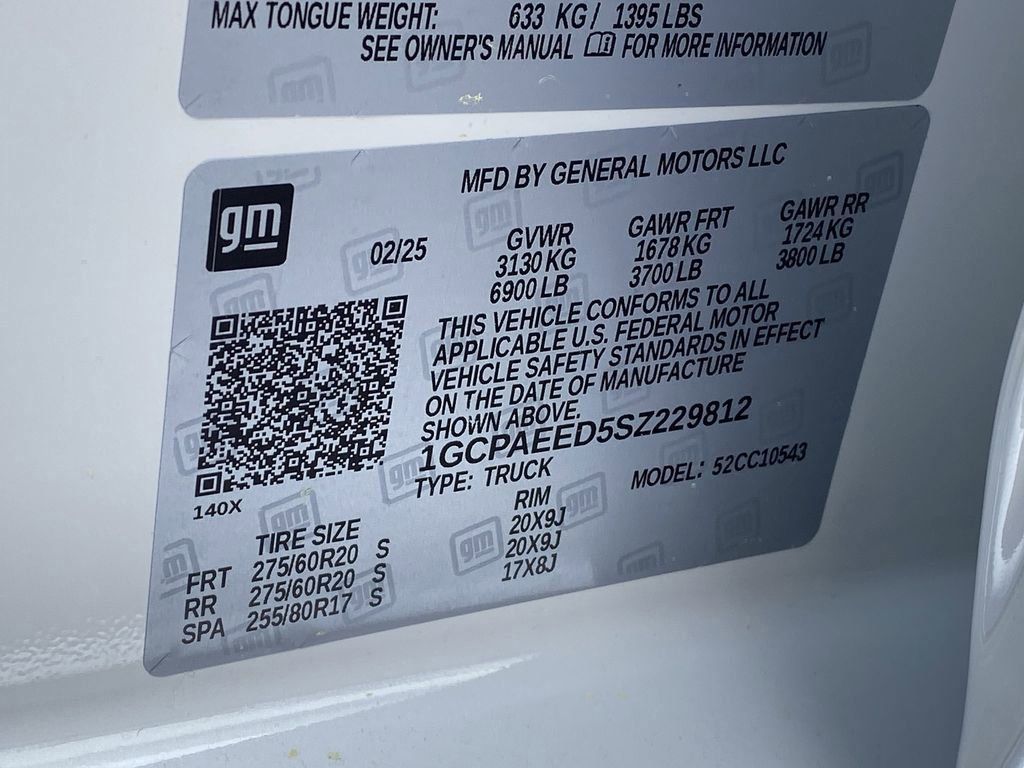 MAX TONGUE WEIGHT: 633 KG / 1395 LBS
SEE OWNER'S MANUAL FOR MORE INFORMATION
MFD BY GENERAL MOTORS LLC
gm
02/25
GVWR GAWR FRT GAWR RR
3130 KG 1678 KG 1724 KG
6900 LB 3700 LB 3800 LB
THIS VEHICLE CONFORMS TO ALL
APPLICABLE U.S. FEDERAL MOTOR
VEHICLE SAFETY STANDARDS IN EFFECT
ON THE DATE OF MANUFACTURE
SHOWN ABOVE.
1GCPAEED5SZ229812
TYPE: TRUCK MODEL: 52CC10543
140X
TIRE SIZE RIM
FRT 275/60R20 S 20X9J
RR 275/60R20 S 20X9J
SPA 255/80R17 S 17X8J